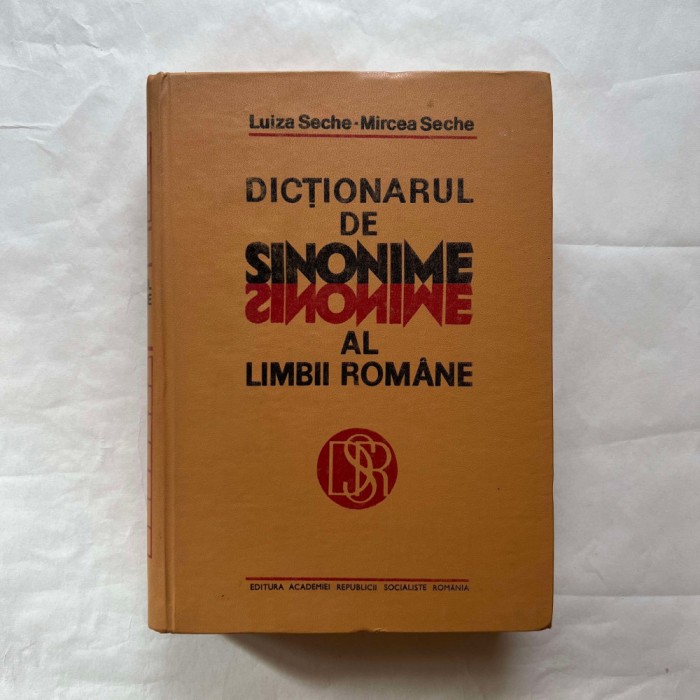 Luiza Seche • Mircea Seche
DICȚIONARUL
DE
SINONIME
SINONIME
AL
LIMBII ROMÂNE
DSR
EDITURA ACADEMIEI REPUBLICII SOCIALISTE ROMÂNIA